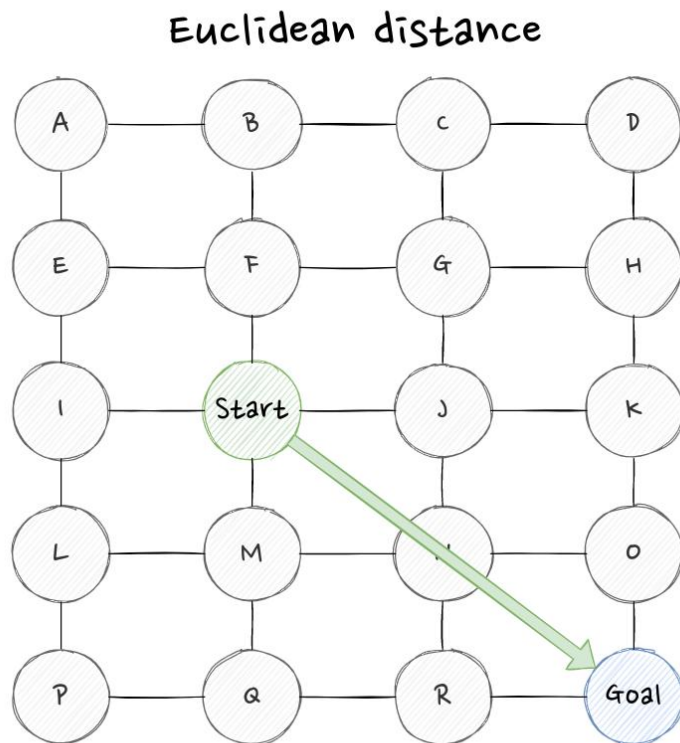 Euclidean distance
A B C D
E F G H
I Start J K
L M N O
P Q R Goal